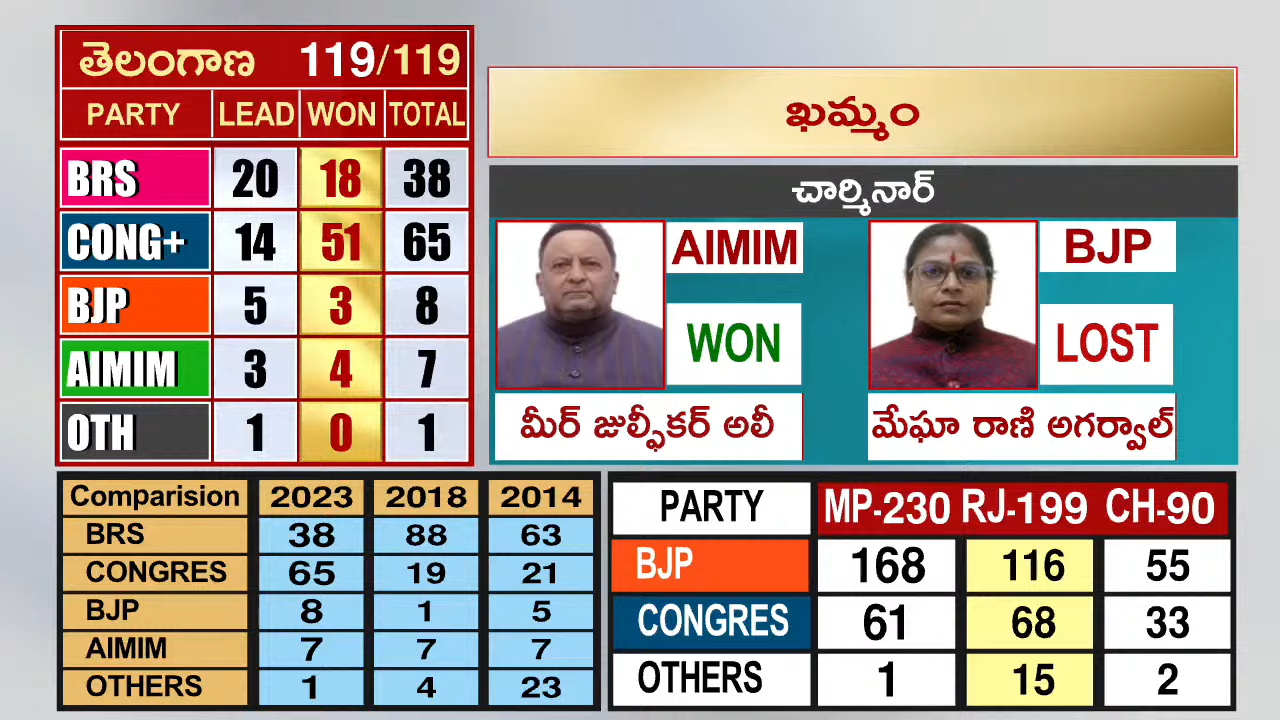 తెలంగాణ 119/119
PARTY LEAD WON TOTAL
BRS 20 18 38
CONG+ 14 51 65
BJP 5 3 8
AIMIM 3 4 7
OTH 1 0 1
ఖమ్మం
చార్మినార్
AIMIM
WON
మీర్ జుల్ఫీకర్ అలీ
BJP
LOST
మేఘా రాణి అగర్వాల్
Comparision 2023 2018 2014
BRS 38 88 63
CONGRES 65 19 21
BJP 8 1 5
AIMIM 7 7 7
OTHERS 1 4 23
PARTY MP-230 RJ-199 CH-90
BJP 168 116 55
CONGRES 61 68 33
OTHERS 1 15 2